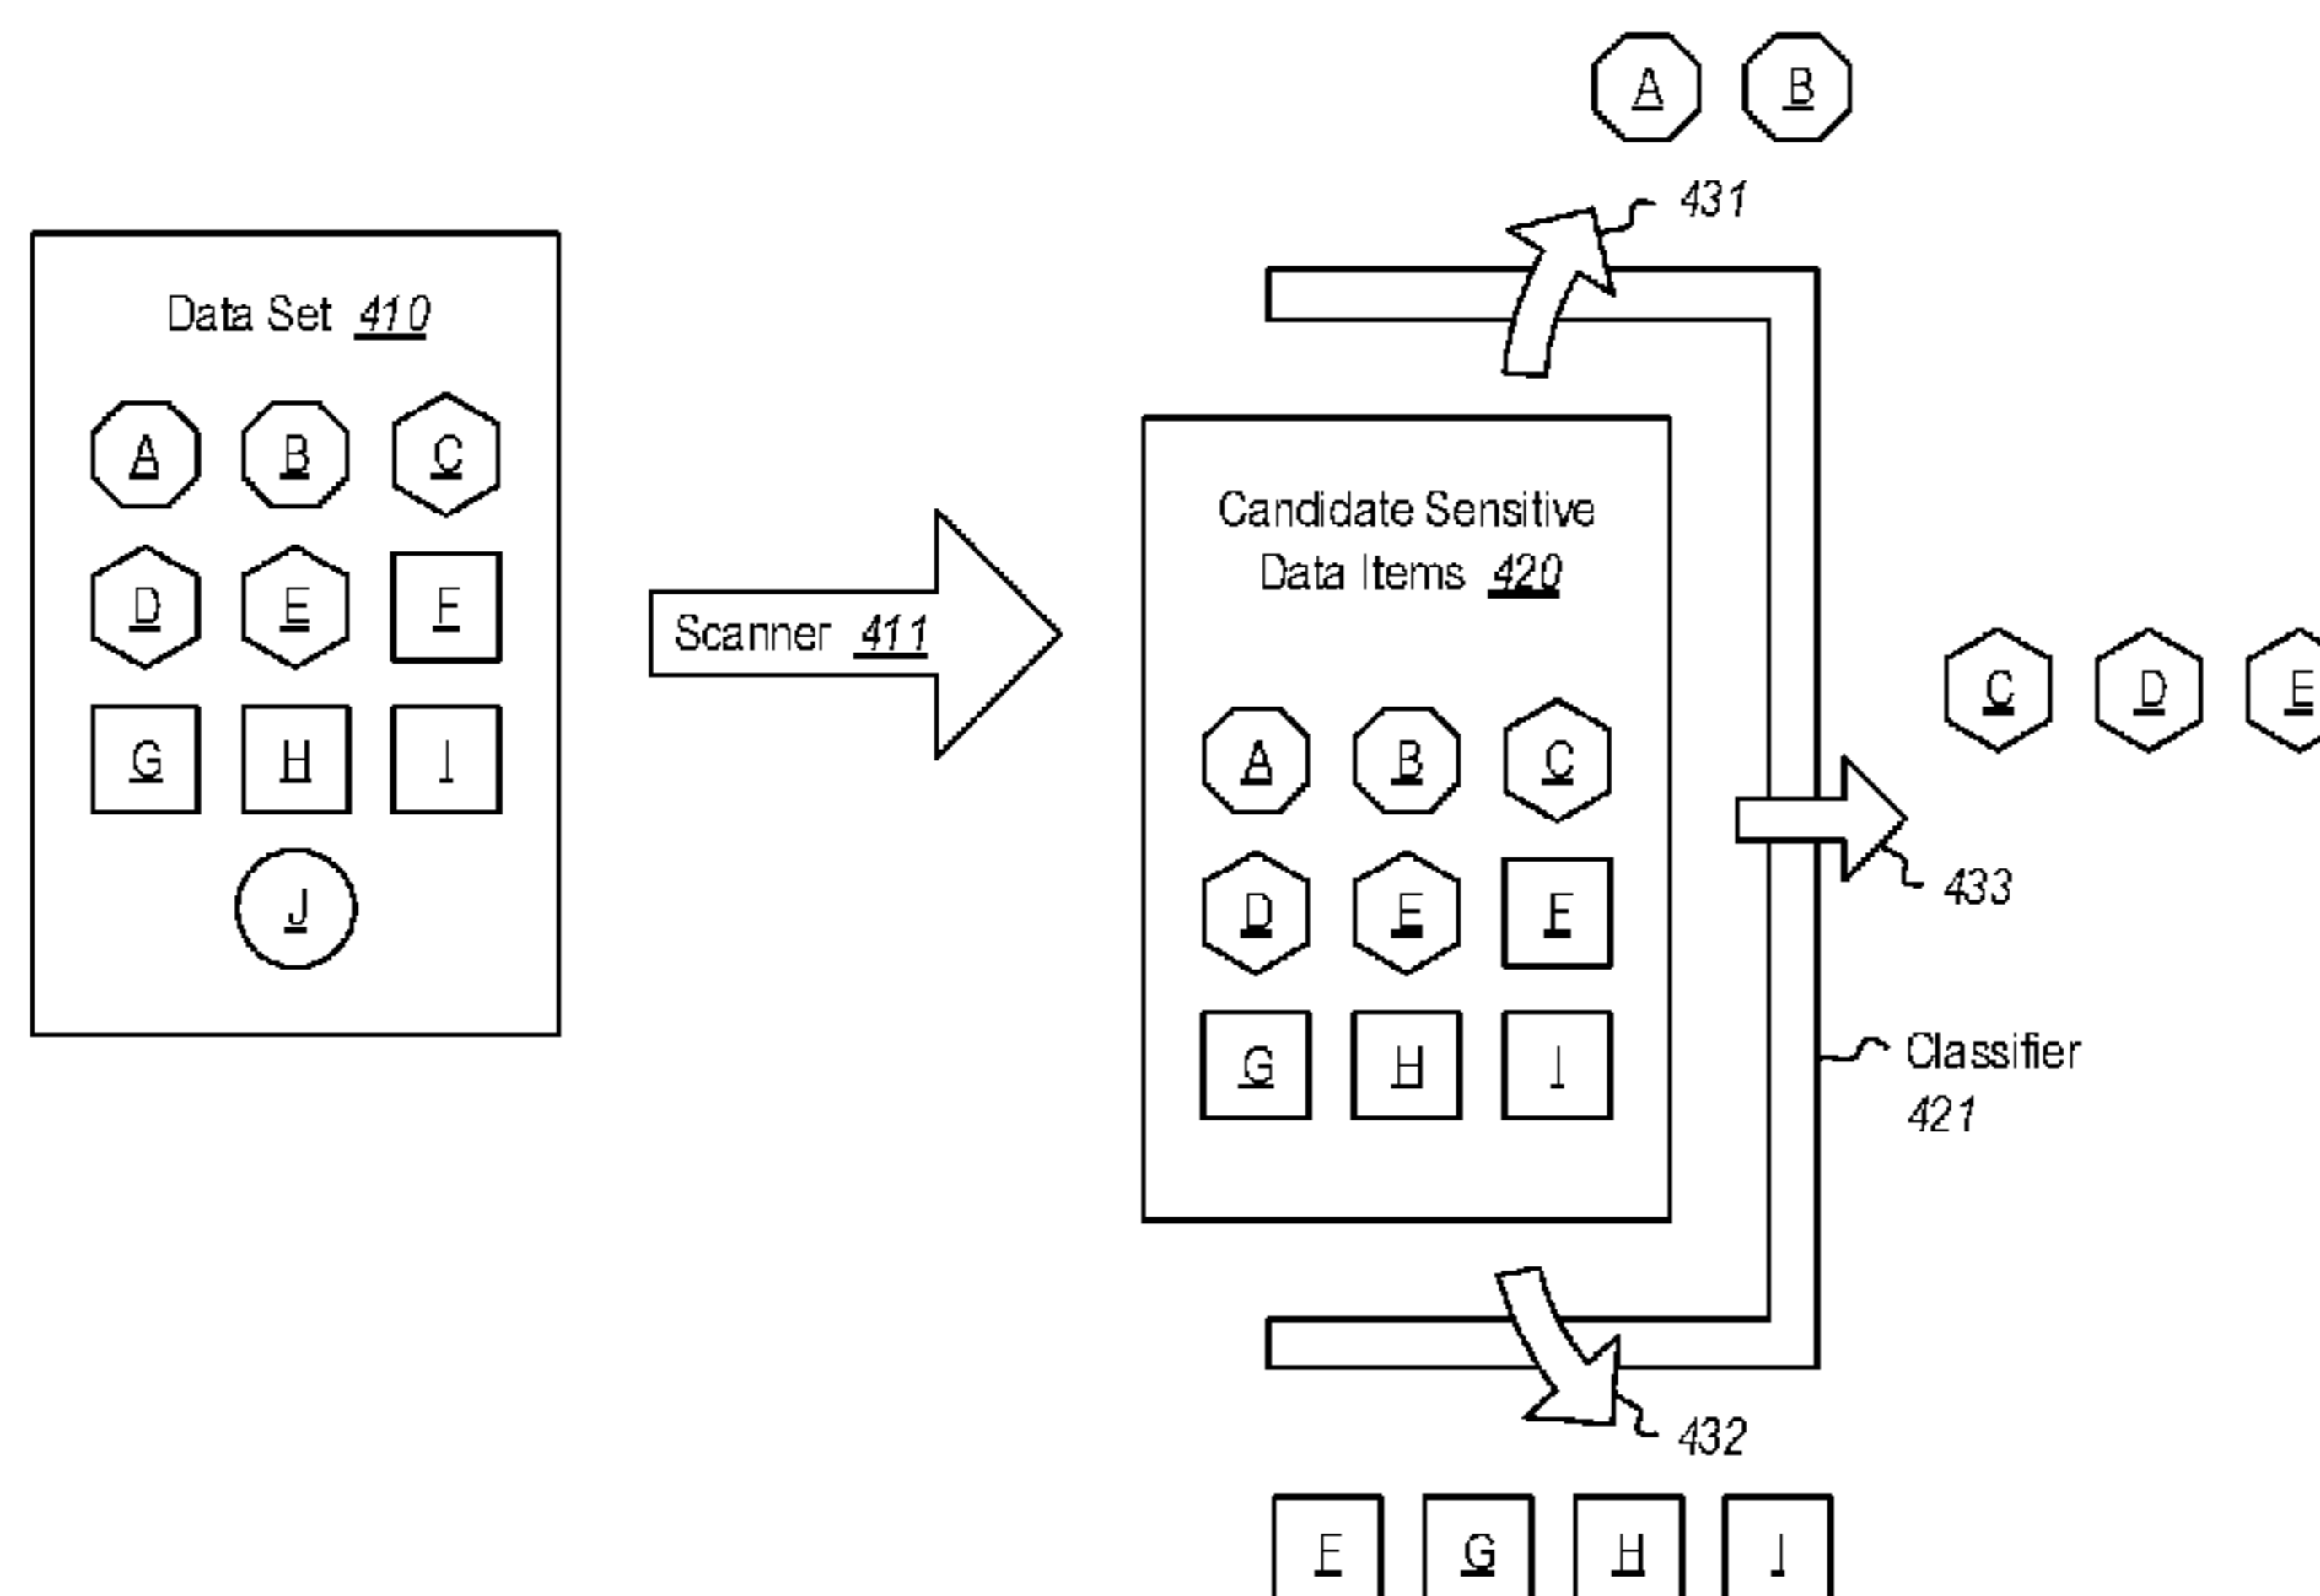 A B
431
Data Set 410
A B C
D E F
G H I
J
Scanner 411
Candidate Sensitive
Data Items 420
A B C
D E F
G H I
C D E
433
Classifier
421
432
F G H I